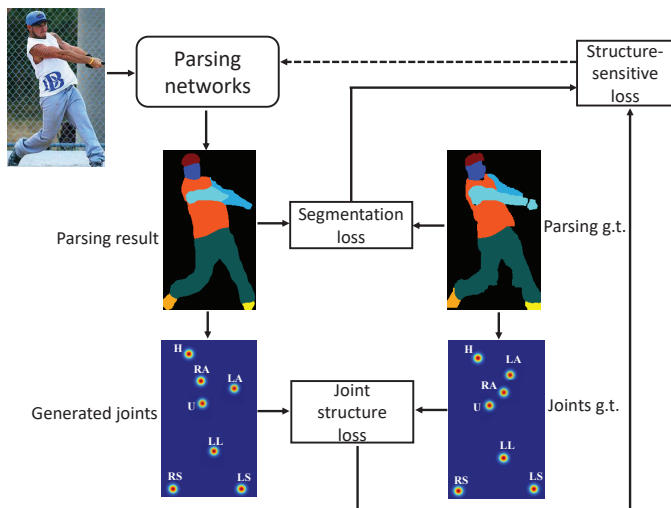 Parsing
networks
Structure-
sensitive
loss
Parsing result
Segmentation
loss
Parsing g.t.
H
RA
LA
U
LL
RS
LS
Generated joints
Joint
structure
loss
H
LA
RA
U
LL
RS
LS
Joints g.t.